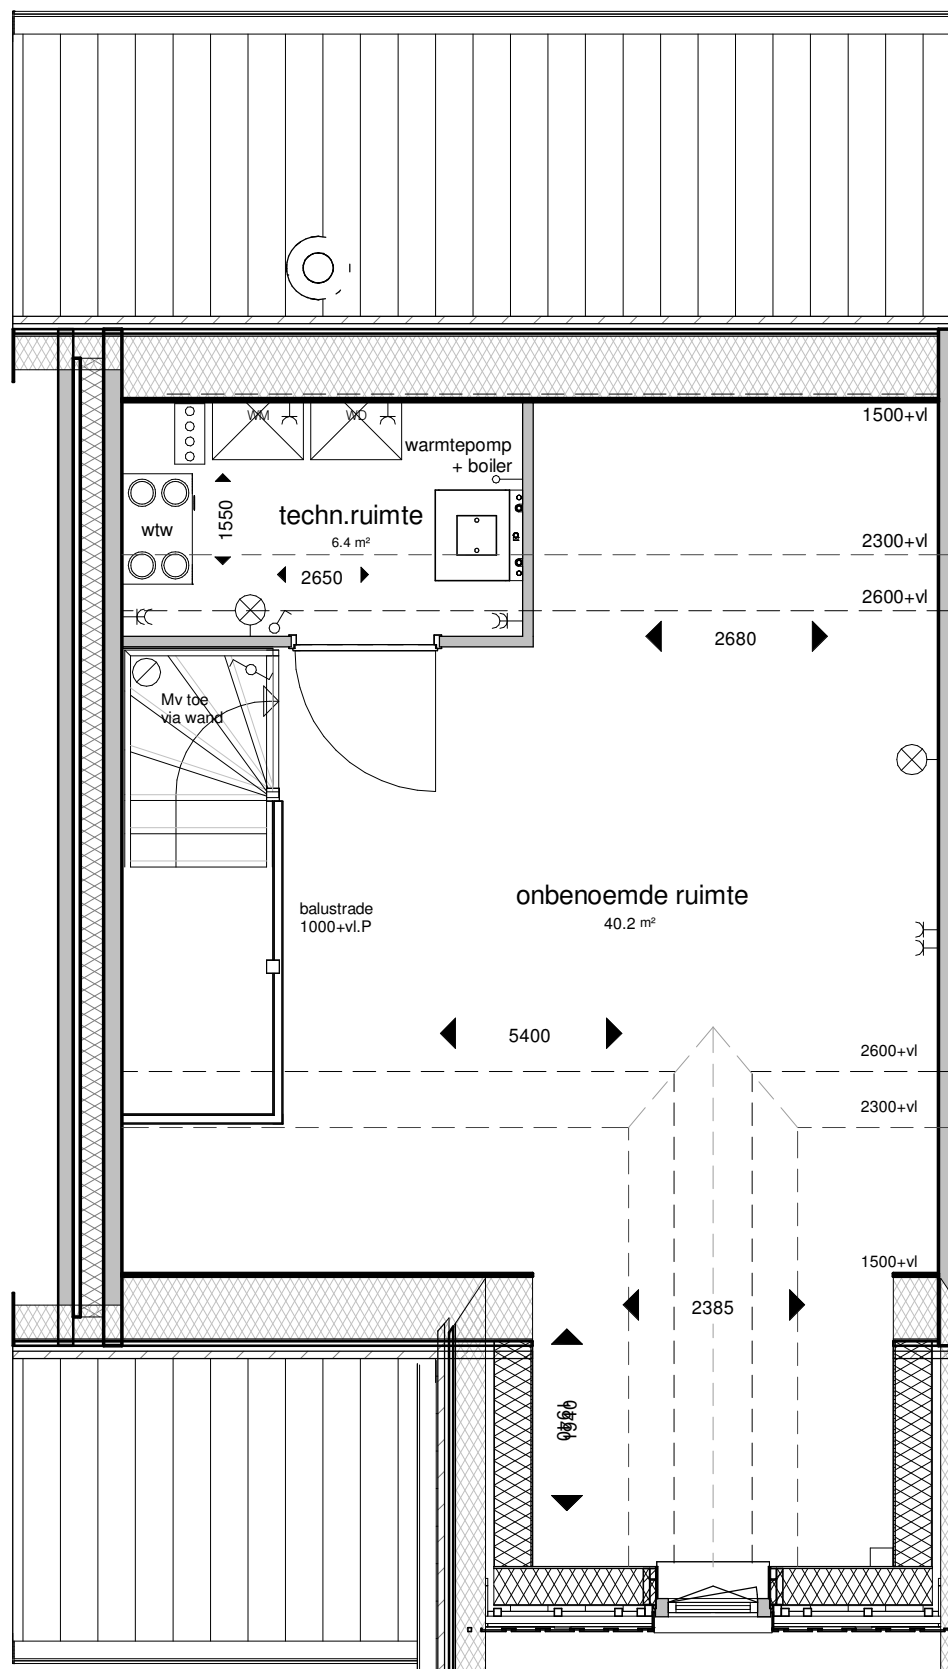 WM
WD
1500+vl
warmtepomp
+ boiler
techn.ruimte
6.4 m²
wtw
1550
2650
2300+vl
2600+vl
2680
Mv toe
via wand
onbenoemde ruimte
40.2 m²
balustrade
1000+vl.P
5400
2600+vl
2300+vl
1500+vl
2385
1940